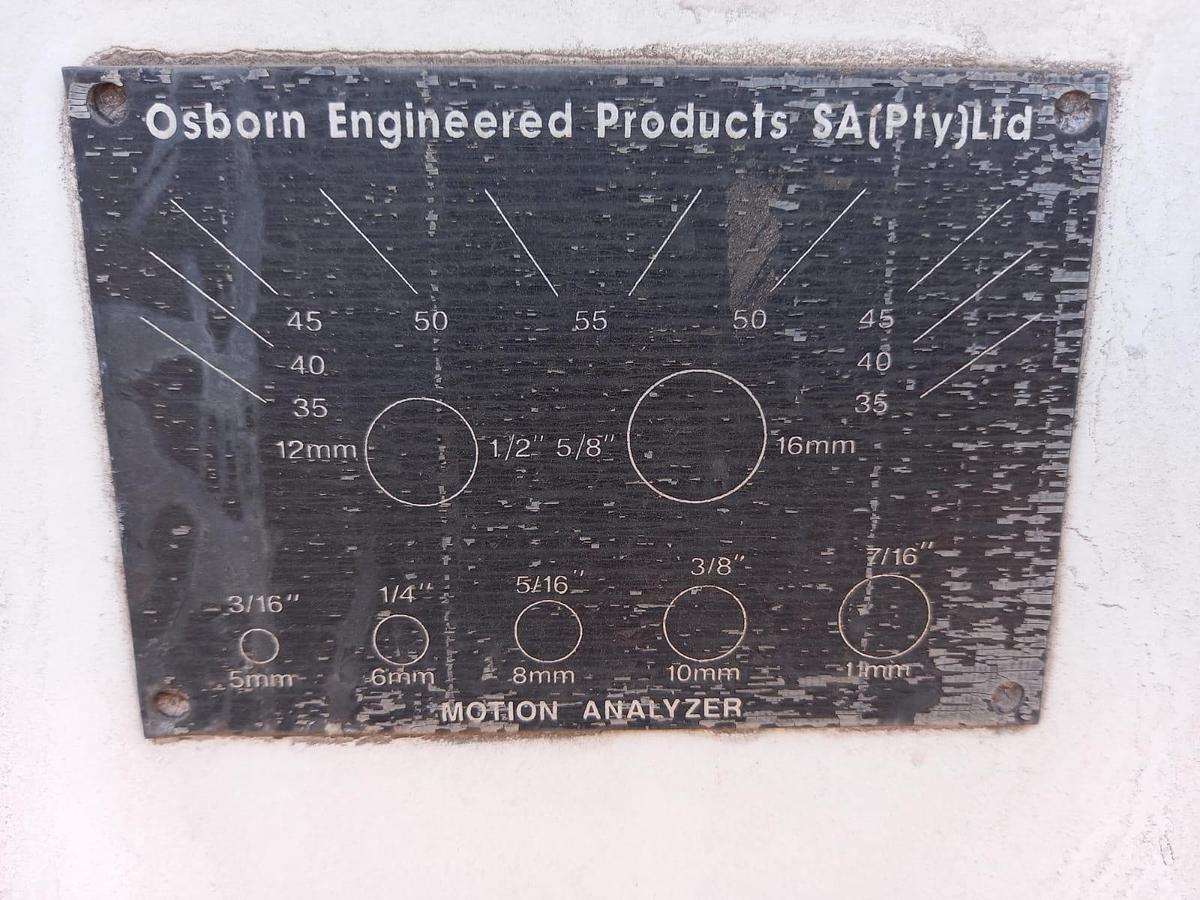 Osborn Engineered Products SA(Pty)Ltd
45 50 55 50 45
40 40
35 35
12mm 1/2" 5/8" 16mm
3/16" 1/4" 5/16" 3/8" 7/16"
5mm 6mm 8mm 10mm 11mm
MOTION ANALYZER